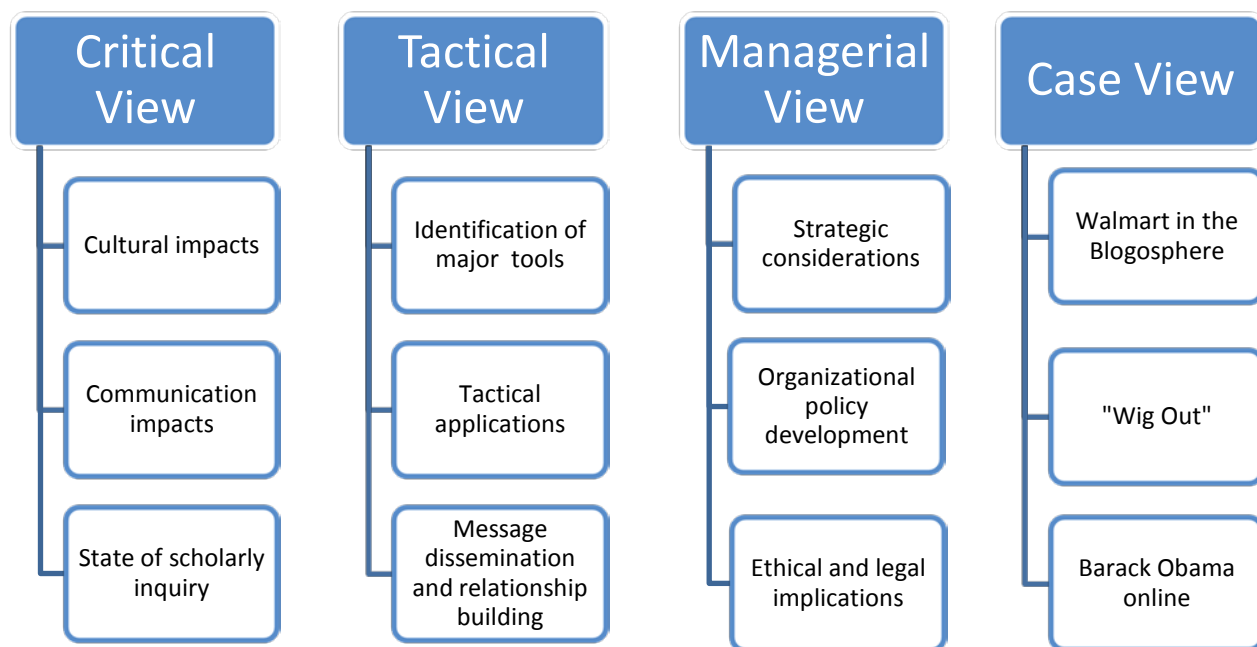 Critical
View
Cultural impacts
Communication
impacts
State of scholarly
inquiry
Tactical
View
Identification of
major tools
Tactical
applications
Message
dissemination
and relationship
building
Managerial
View
Strategic
considerations
Organizational
policy
development
Ethical and legal
implications
Case View
Walmart in the
Blogosphere
"Wig Out"
Barack Obama
online